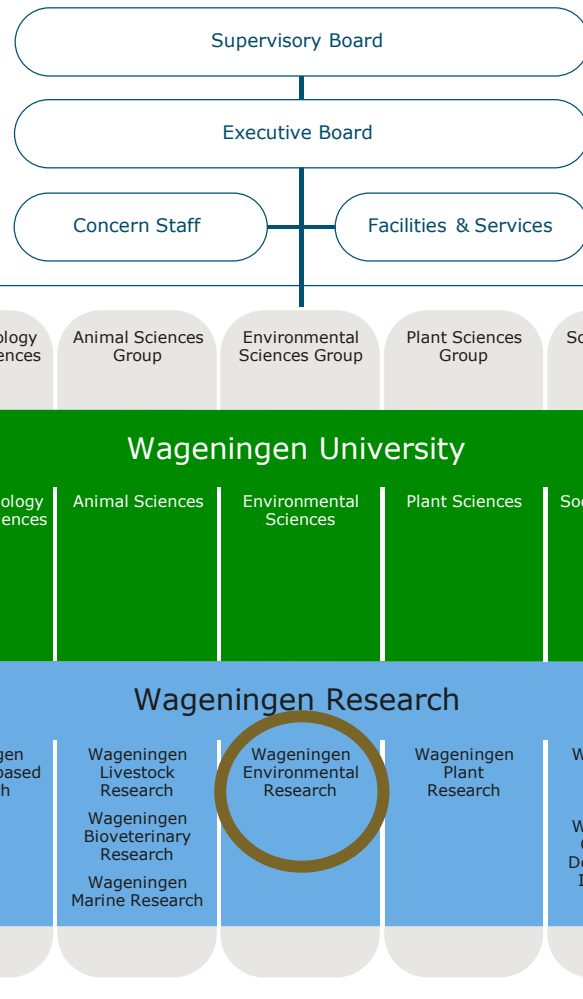 Supervisory Board
Executive Board
Concern Staff
Facilities & Services
Animal Sciences
Group
Environmental
Sciences Group
Plant Sciences
Group
Wageningen University
Animal Sciences
Environmental
Sciences
Plant Sciences
Wageningen Research
Wageningen
Livestock
Research
Wageningen
Bioveterinary
Research
Wageningen
Marine Research
Wageningen
Environmental
Research
Wageningen
Plant
Research